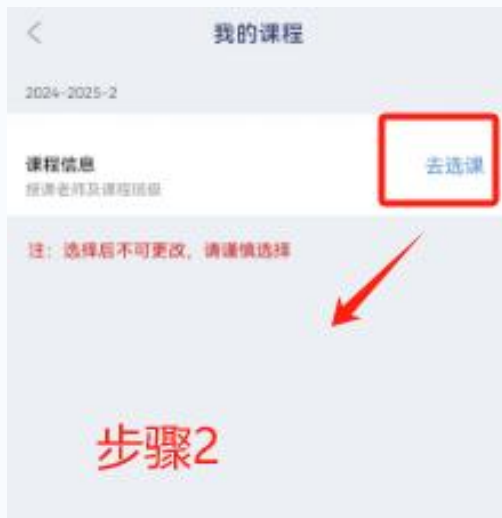 我的课程
2024-2025-2
课程信息
去选课
授课老师及课程班级
注：选择后不可更改，请谨慎选择
步骤2